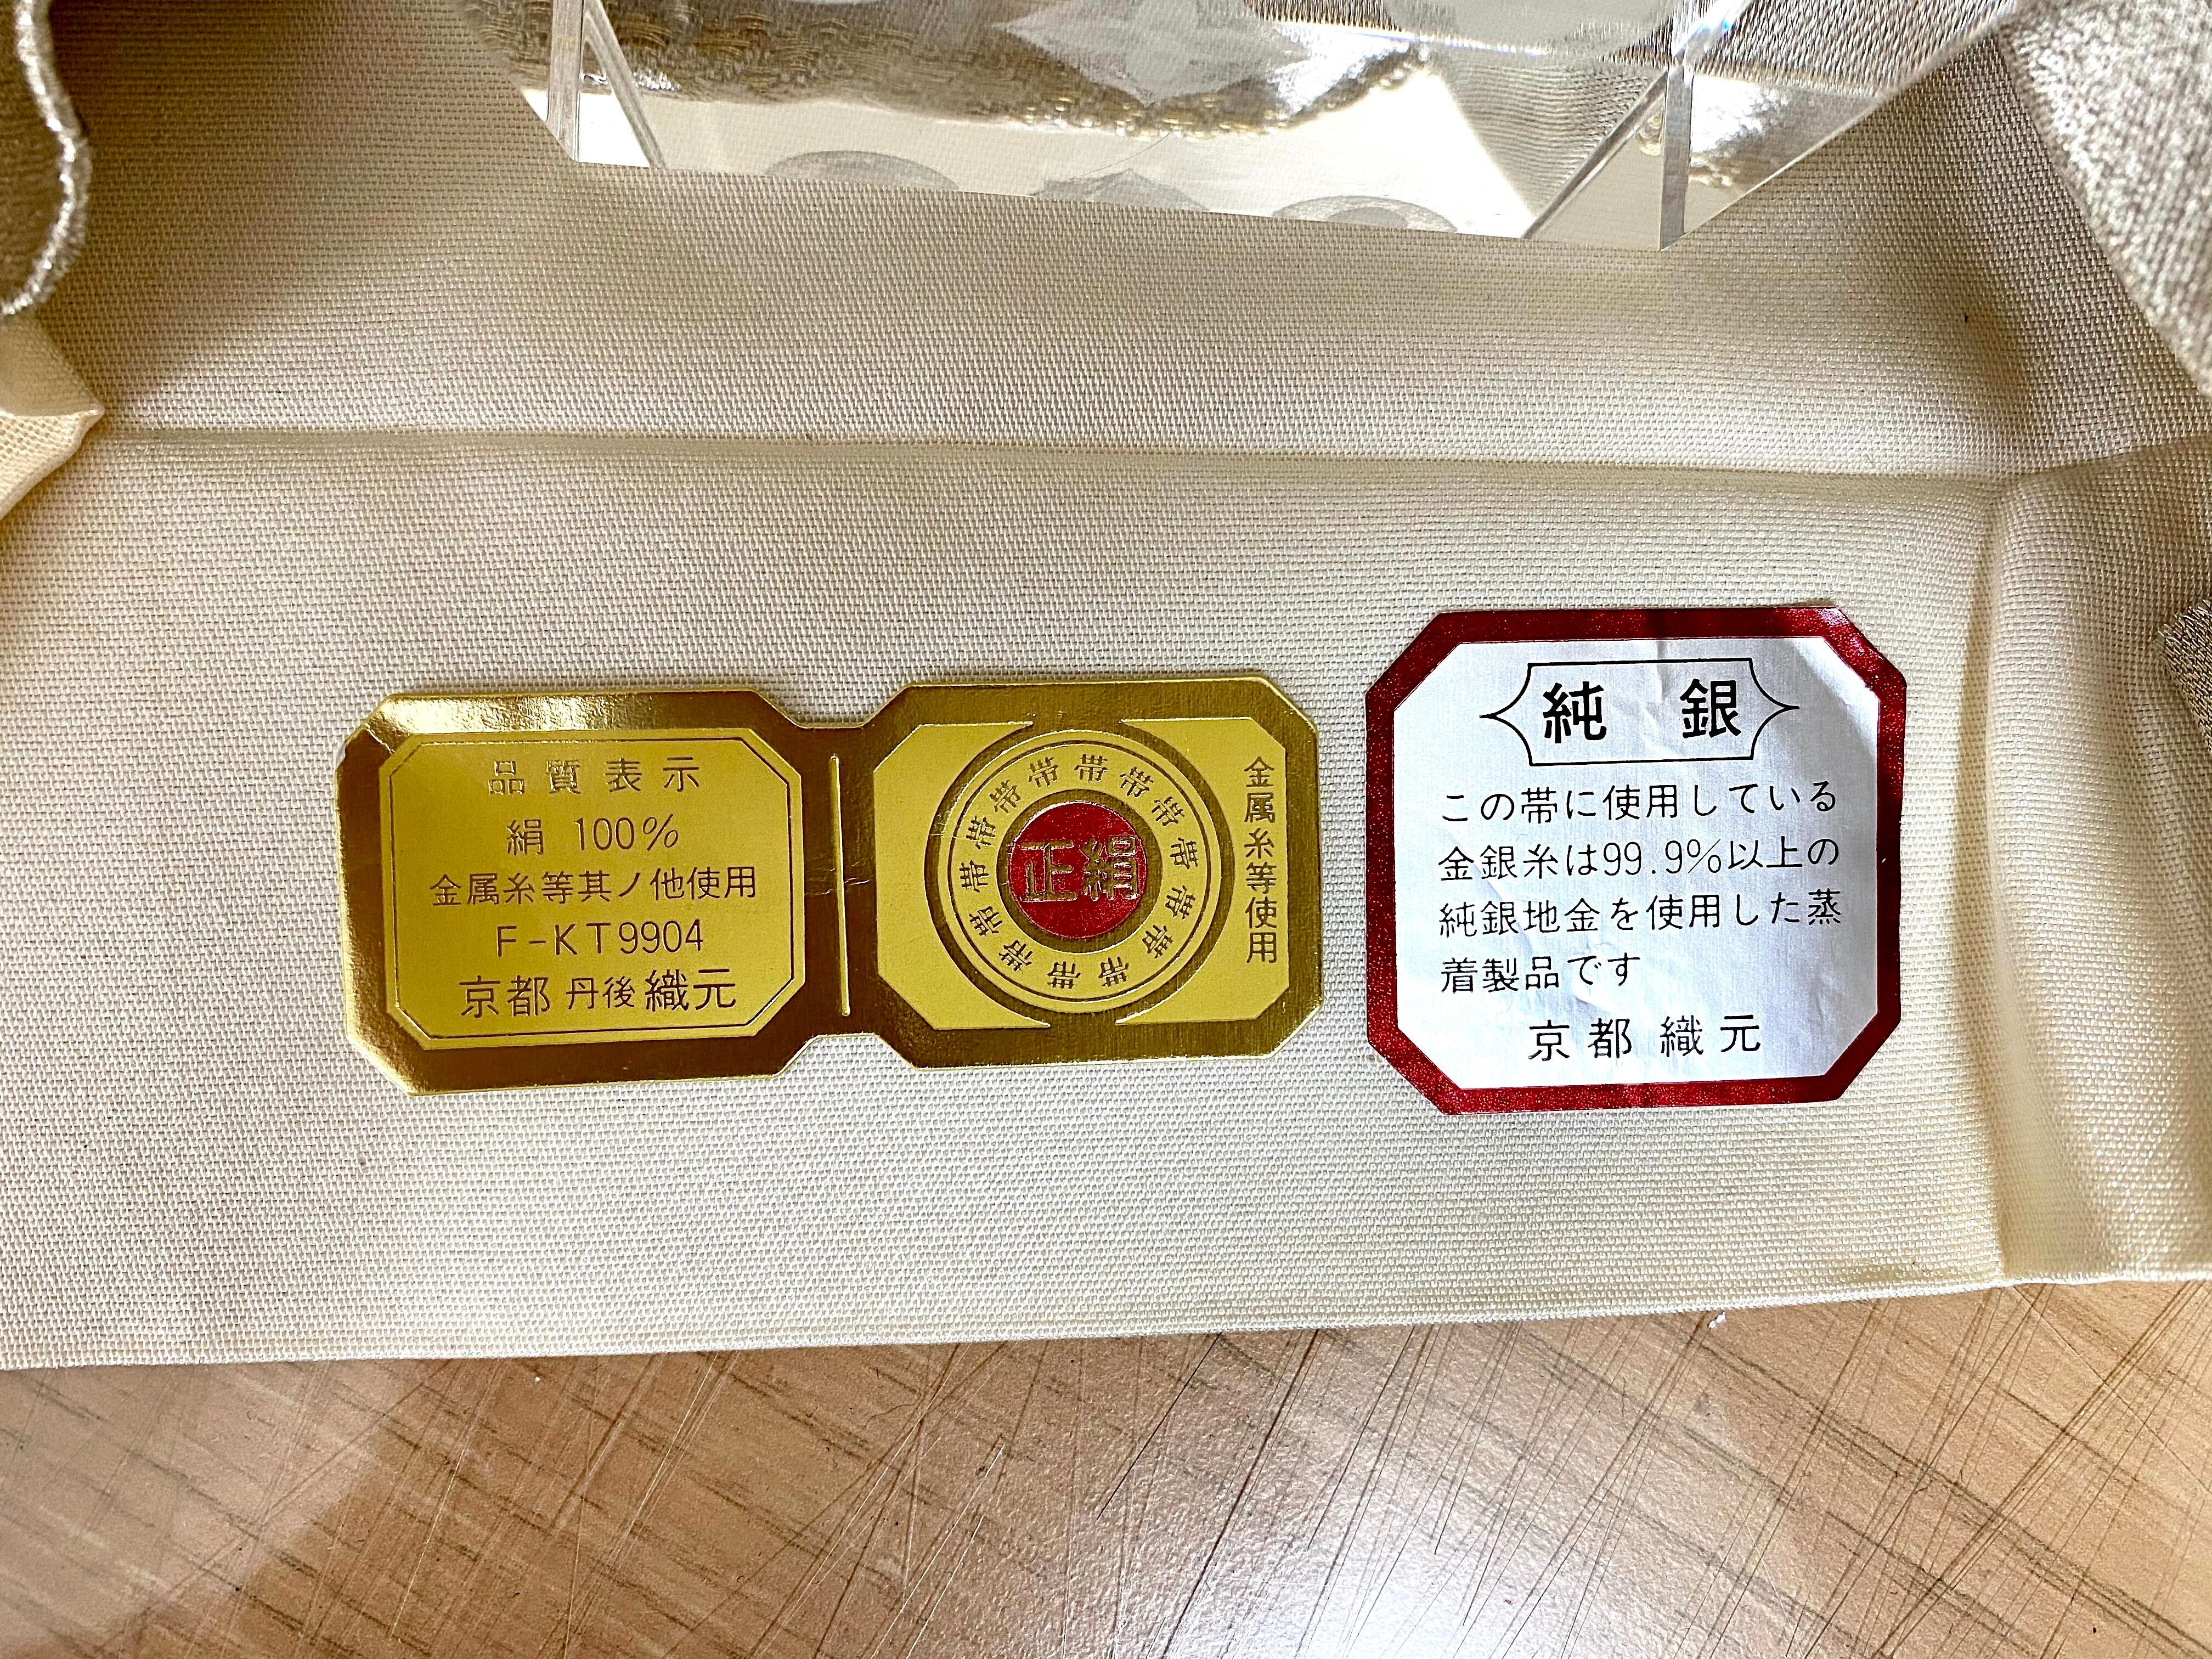 品質表示
絹 100%
金属糸等其ノ他使用
F-KT9904
京都 丹後 織元
帯帯帯帯帯帯帯帯帯帯帯帯帯帯帯帯
正絹
金属糸等使用
純銀
この帯に使用している
金銀糸は99.9%以上の
純銀地金を使用した蒸
着製品です
京都 織元